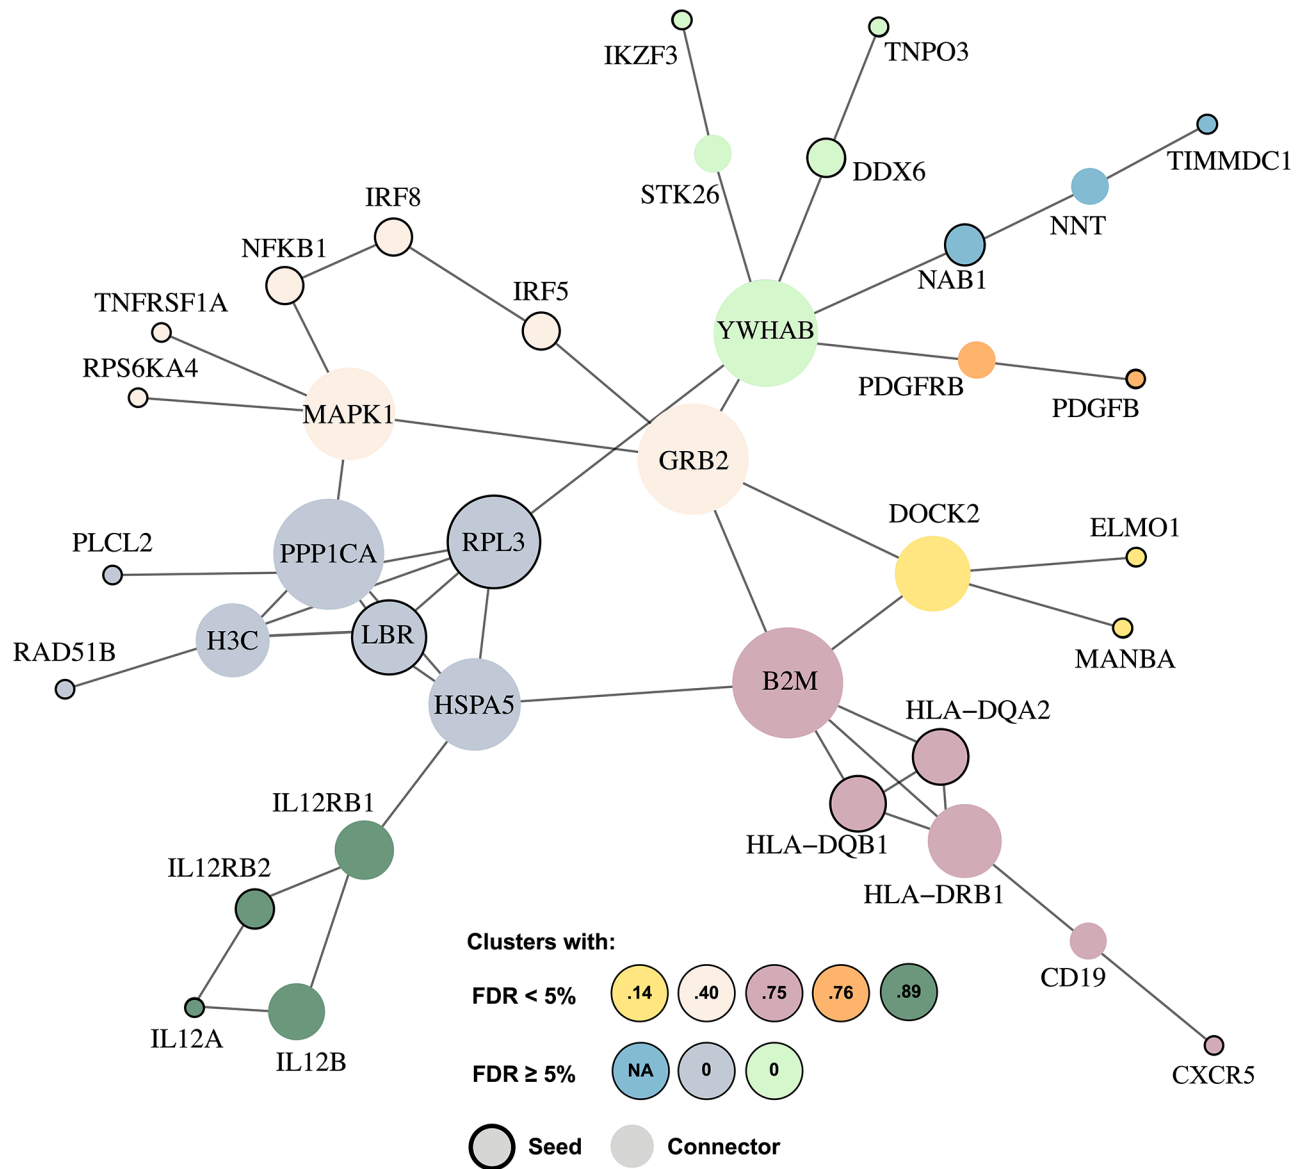 IKZF3
TNPO3
TIMMDC1
STK26
DDX6
NNT
IRF8
NFKB1
NAB1
TNFRSF1A
IRF5
YWHAB
RPS6KA4
PDGFRB
PDGFB
MAPK1
GRB2
DOCK2
ELMO1
PLCL2
PPP1CA
RPL3
RAD51B
H3C
LBR
MANBA
HSPA5
B2M
HLA−DQA2
IL12RB1
HLA−DQB1
IL12RB2
HLA−DRB1
CD19
IL12A
IL12B
CXCR5
Clusters with:
FDR < 5% .14 .40 .75 .76 .89
FDR ≥ 5% NA 0 0
Seed Connector